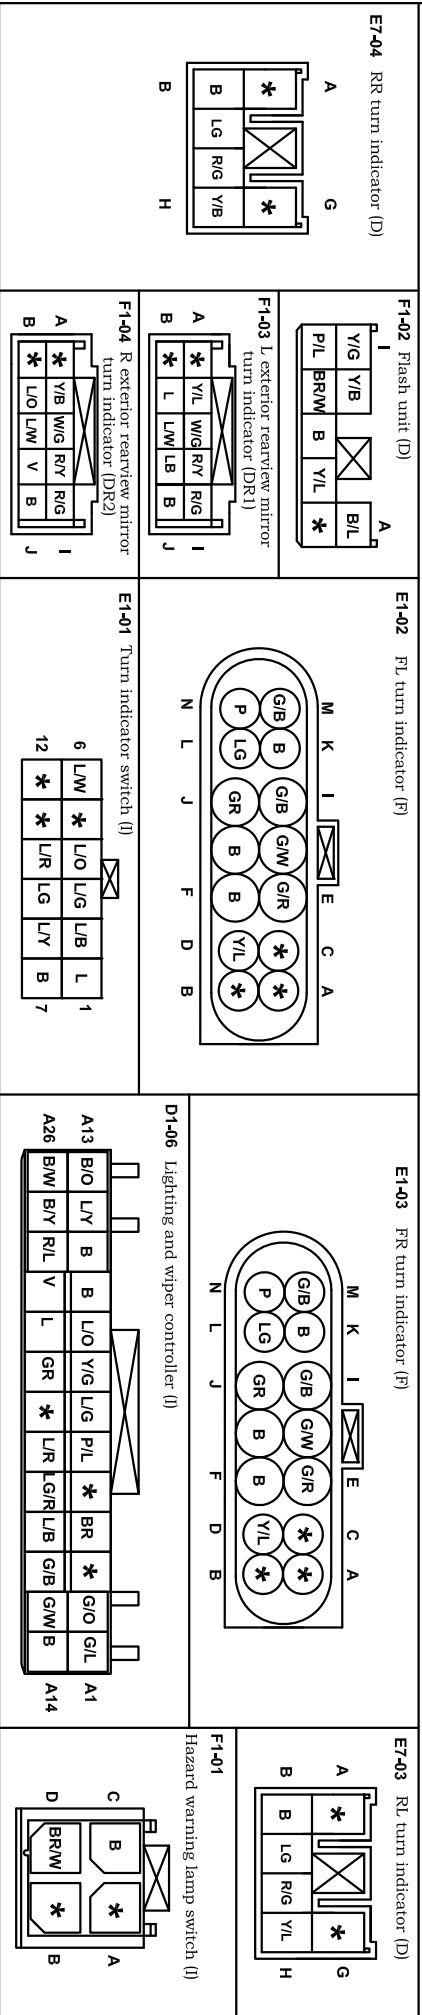 E7-04 RR turn indicator (D)
A G
* *
B LG R/G Y/B
B H
F1-02 Flash unit (D)
I A
Y/G Y/B B/L
P/L BR/W B Y/L *
F1-03 L exterior rearview mirror
turn indicator (DR1)
A I
* Y/L W/G R/Y R/G
* L L/W LB B
B J
F1-04 R exterior rearview mirror
turn indicator (DR2)
A I
* Y/B W/G R/Y R/G
* L/O L/W V B
B J
E1-02 FL turn indicator (F)
M K I E C A
G/B B G/B G/W G/R * *
P LG GR B B Y/L *
N L J F D B
E1-01 Turn indicator switch (I)
6 1
L/W * L/O L/G L/B L
* * L/R LG L/Y B
12 7
E1-03 FR turn indicator (F)
M K I E C A
G/B B G/B G/W G/R * *
P LG GR B B Y/L *
N L J F D B
D1-06 Lighting and wiper controller (I)
A13 B/O L/Y B B L/O Y/G L/G P/L * BR * G/O G/L A1
A26 B/W B/Y R/L V L GR * L/R LG/R L/B G/B G/W B A14
E7-03 RL turn indicator (D)
A G
* *
B LG R/G Y/L
B H
F1-01
Hazard warning lamp switch (I)
C A
B *
BR/W *
D B